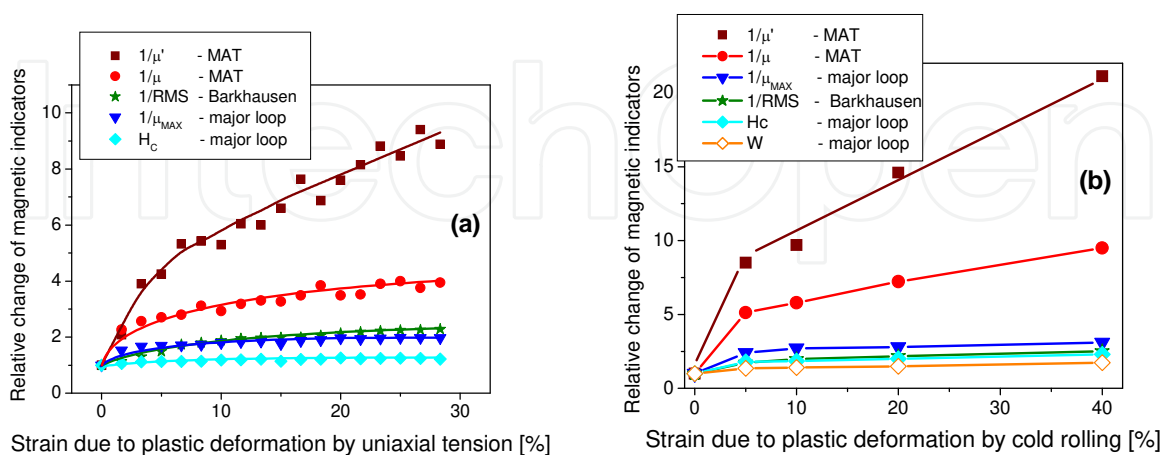 1/μ' - MAT
1/μ - MAT
1/RMS - Barkhausen
1/μMAX - major loop
HC - major loop
Relative change of magnetic indicators
10
8
6
4
2
0
0 10 20 30
(a)
Strain due to plastic deformation by uniaxial tension [%]
1/μ' - MAT
1/μ - MAT
1/μMAX - major loop
1/RMS - Barkhausen
Hc - major loop
W - major loop
Relative change of magnetic indicators
20
15
10
5
0
0 10 20 30 40
(b)
Strain due to plastic deformation by cold rolling [%]
intechopen